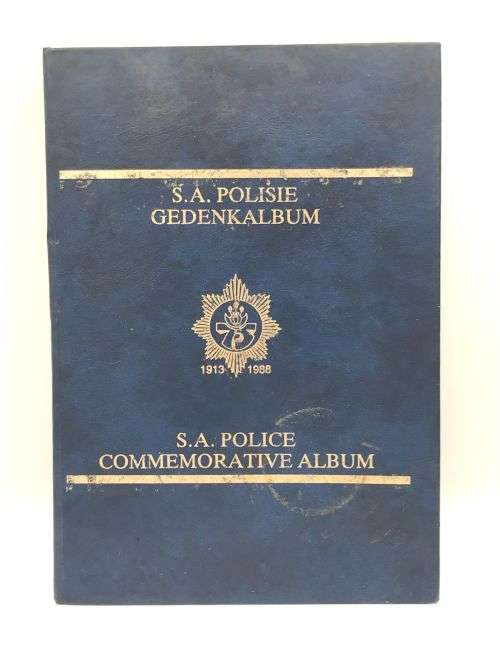 S.A. POLISIE
GEDENKALBUM
75
1913 1988
S.A. POLICE
COMMEMORATIVE ALBUM